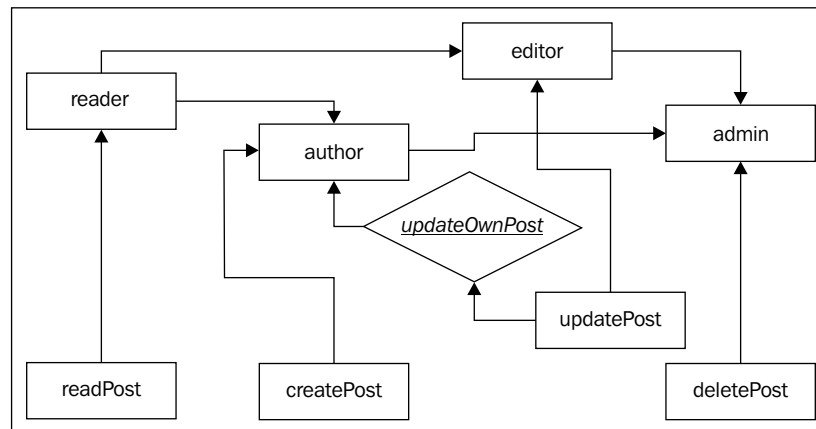 editor
reader
admin
author
updateOwnPost
updatePost
readPost
createPost
deletePost